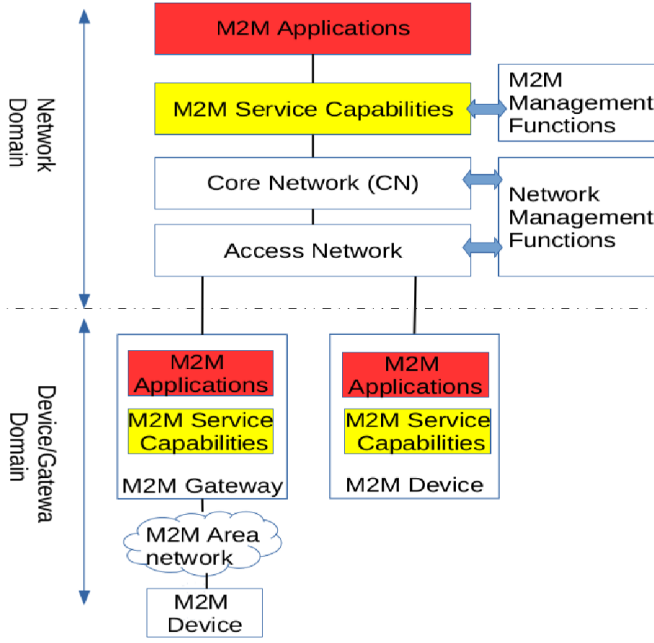 M2M Applications
M2M Service Capabilities
M2M
Management
Functions
Network
Domain
Core Network (CN)
Network
Management
Functions
Access Network
M2M
Applications
M2M Service
Capabilities
M2M Gateway
M2M
Applications
M2M Service
Capabilities
M2M Device
Device/Gatewa
Domain
M2M Area
network
M2M
Device